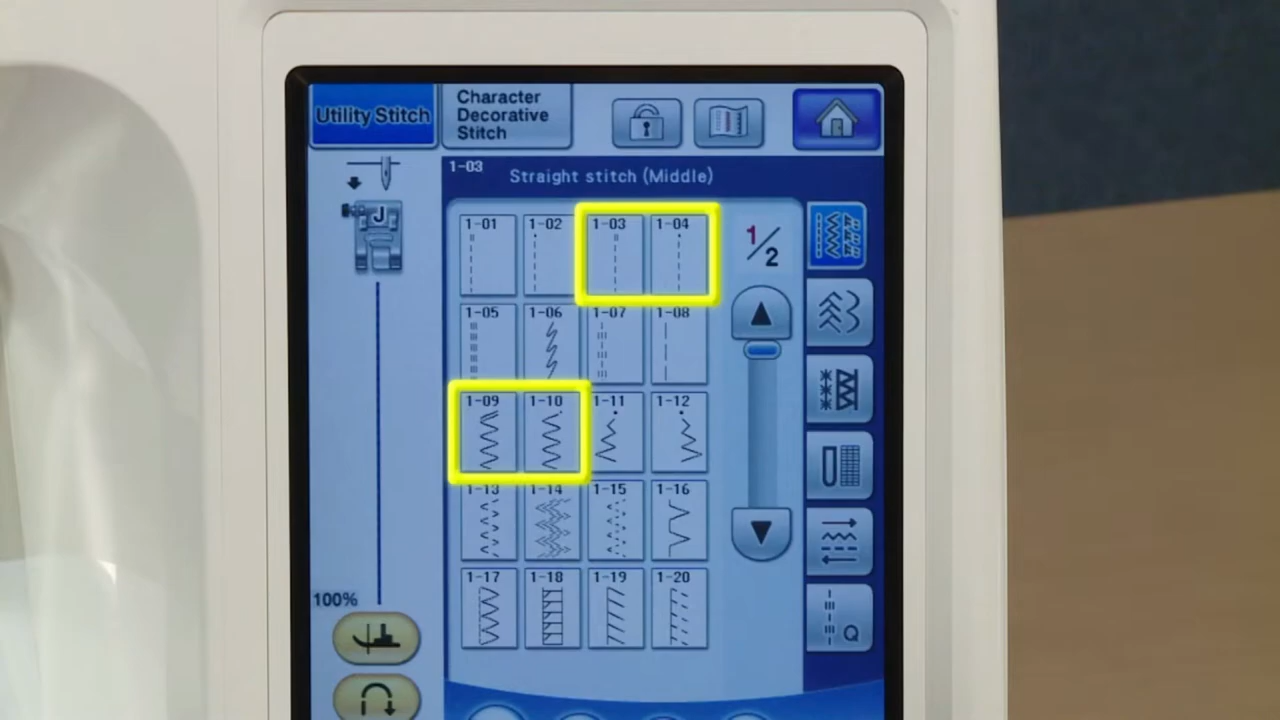 Utility Stitch
Character
Decorative
Stitch
1-03
Straight stitch (Middle)
J
1-01 1-02 1-03 1-04
1/2
1-05 1-06 1-07 1-08
1-09 1-10 1-11 1-12
1-13 1-14 1-15 1-16
1-17 1-18 1-19 1-20
100%
Q